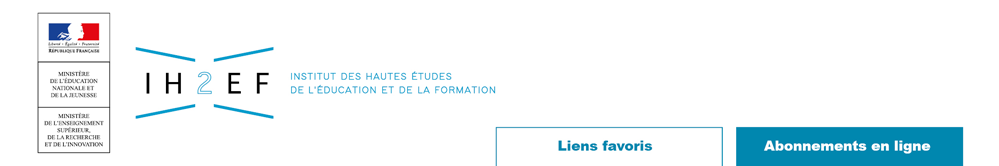 Liberté • Égalité • Fraternité
RÉPUBLIQUE FRANÇAISE
MINISTÈRE
DE L'ÉDUCATION
NATIONALE ET
DE LA JEUNESSE
MINISTÈRE
DE L'ENSEIGNEMENT
SUPÉRIEUR,
DE LA RECHERCHE
ET DE L'INNOVATION
IH2EF
INSTITUT DES HAUTES ÉTUDES
DE L'ÉDUCATION ET DE LA FORMATION
Liens favoris
Abonnements en ligne